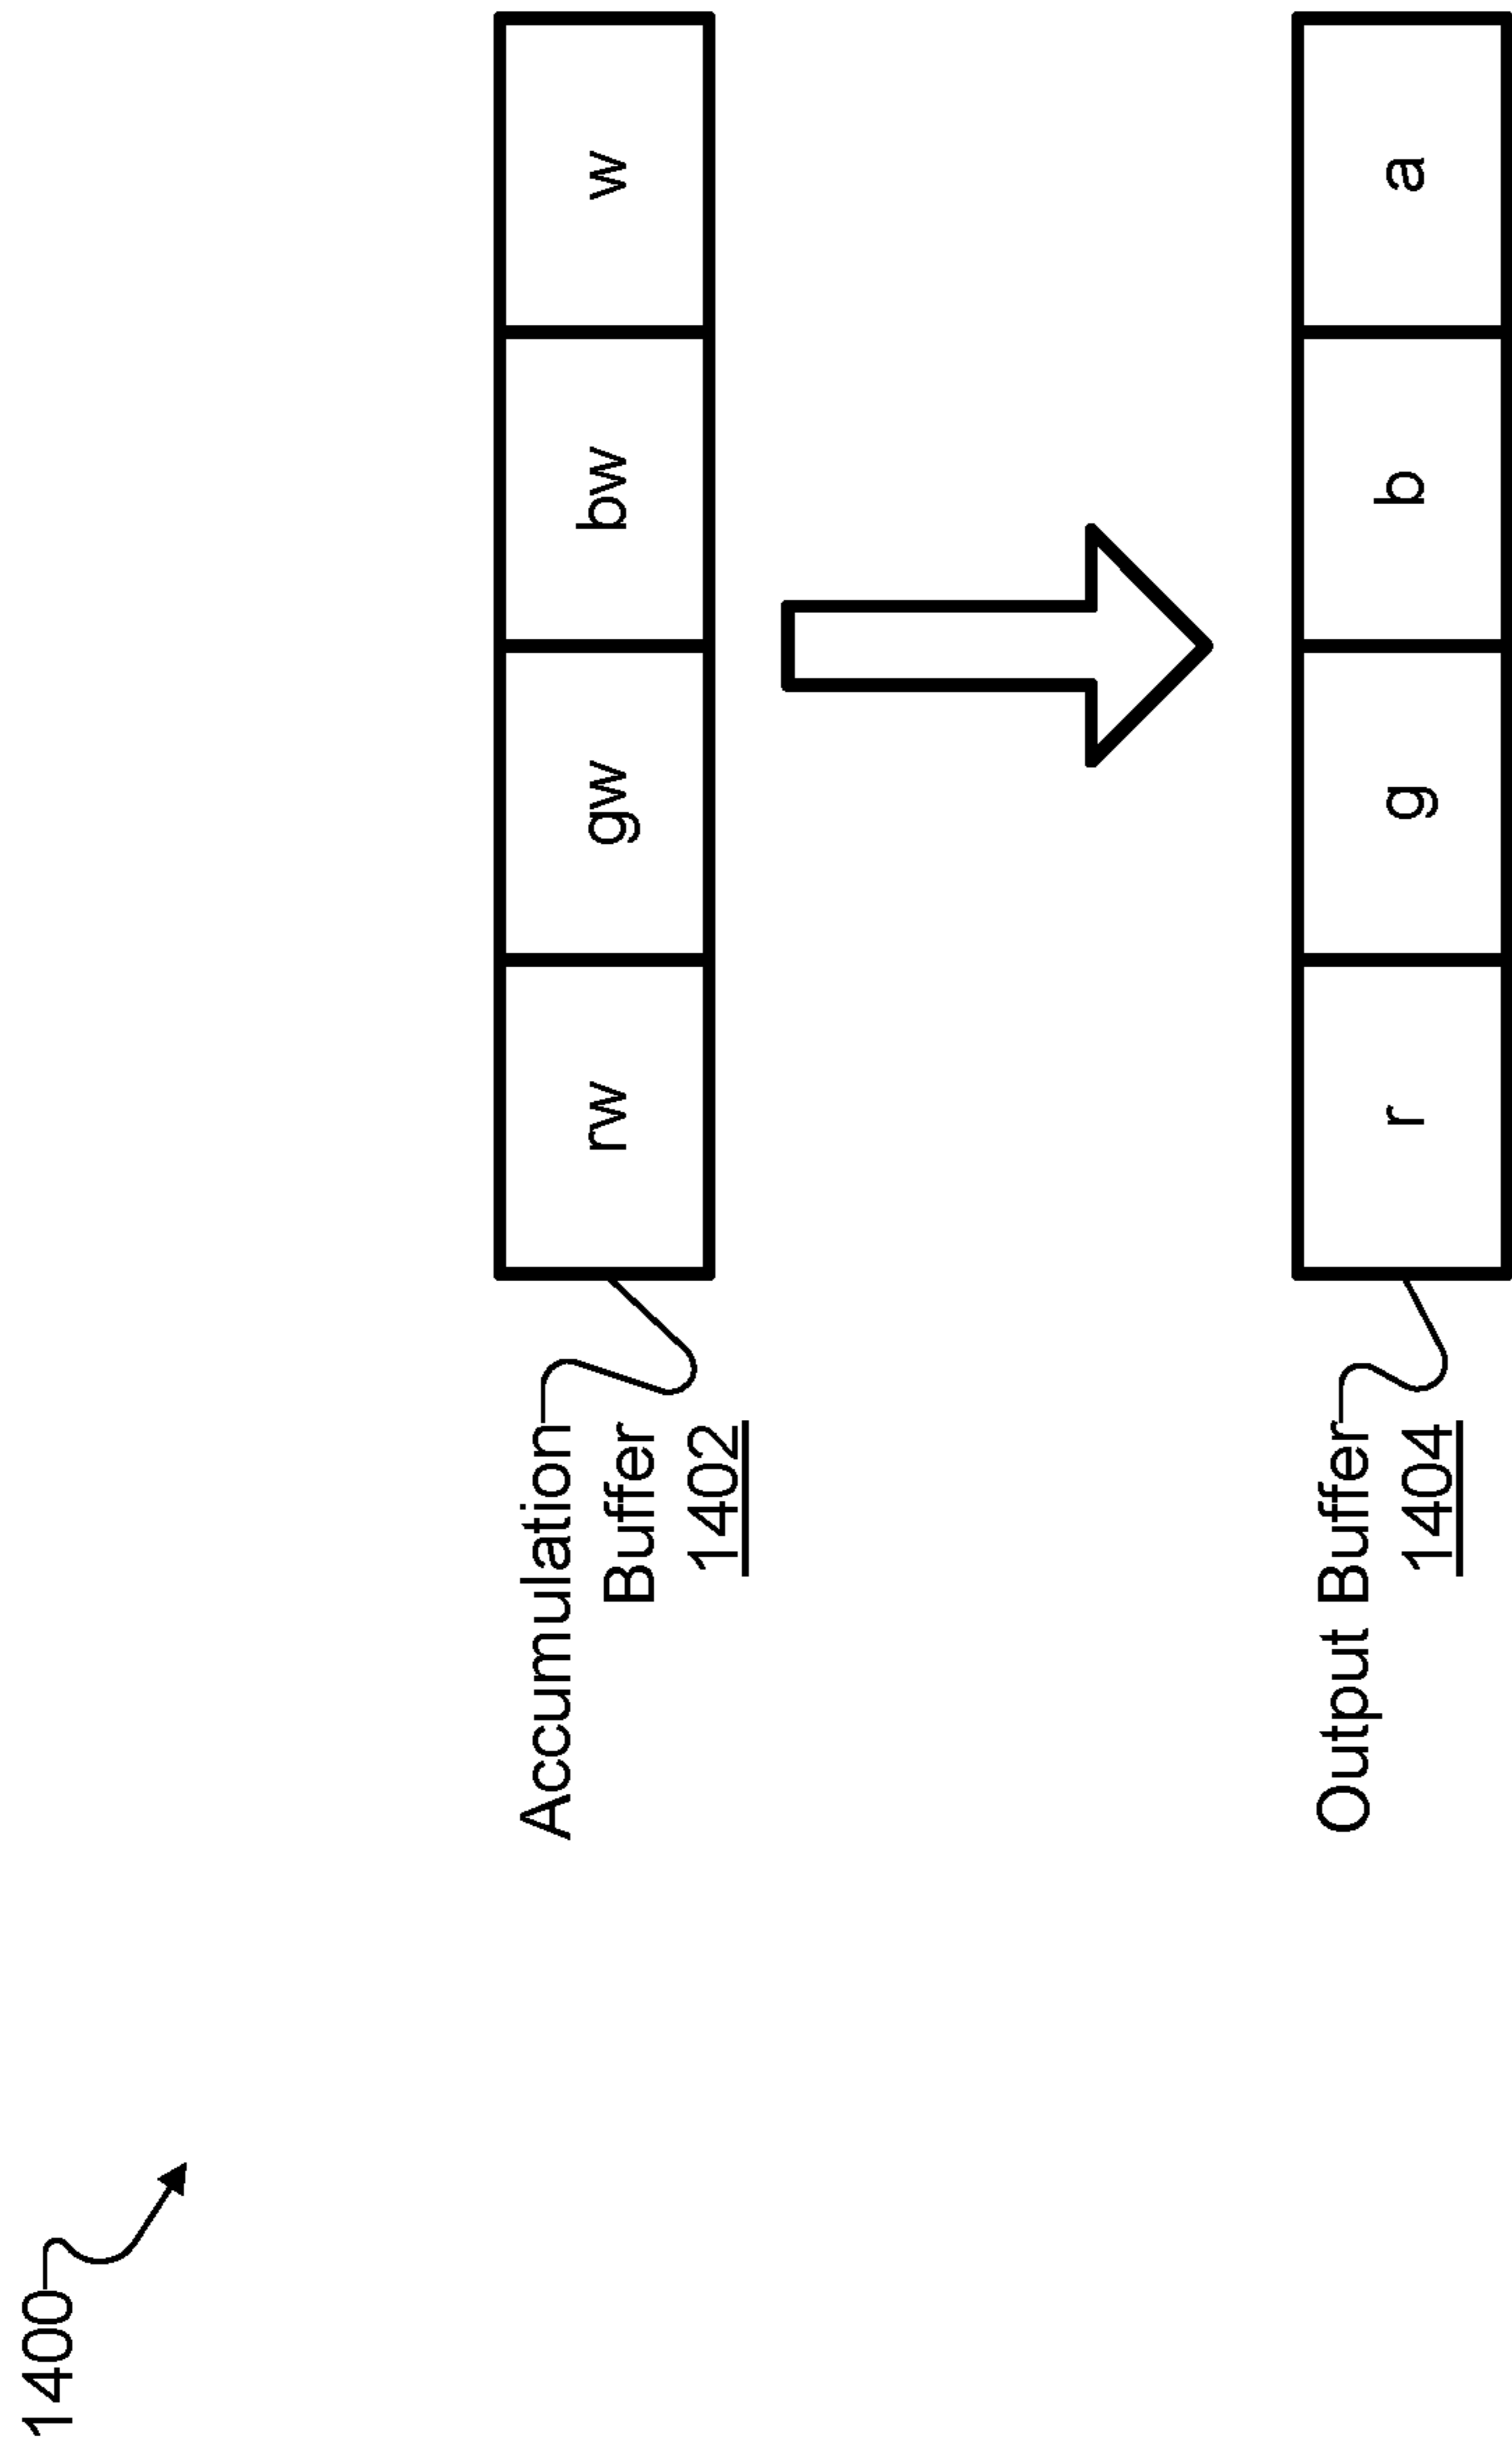 1400
Accumulation
Buffer
1402
rw gw bw w
Output Buffer
1404
r g b a